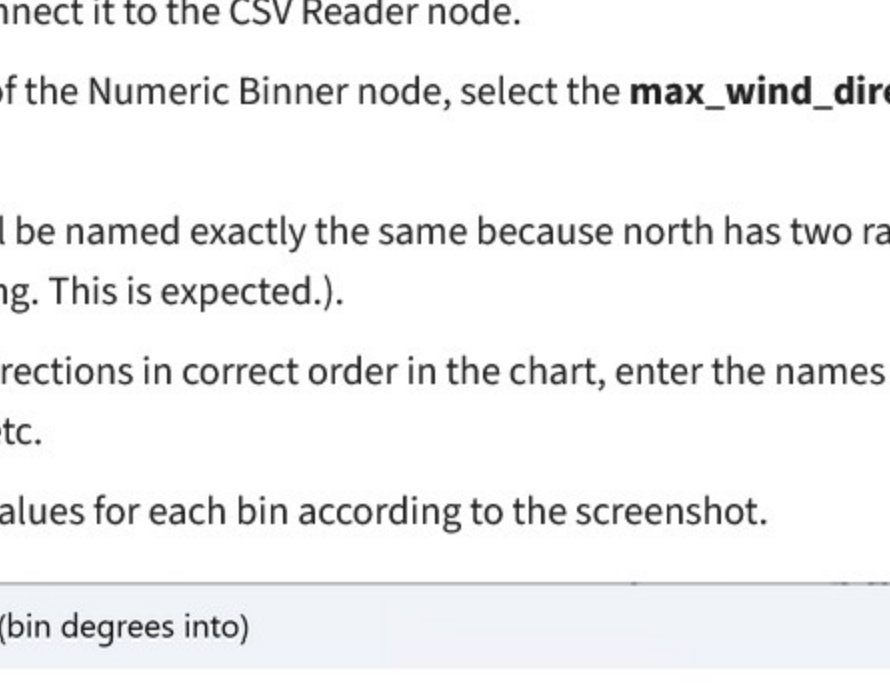 nnect it to the CSV Reader node.
of the Numeric Binner node, select the max_wind_dire
l be named exactly the same because north has two ra
ng. This is expected.).
rections in correct order in the chart, enter the names
etc.
alues for each bin according to the screenshot.
(bin degrees into)